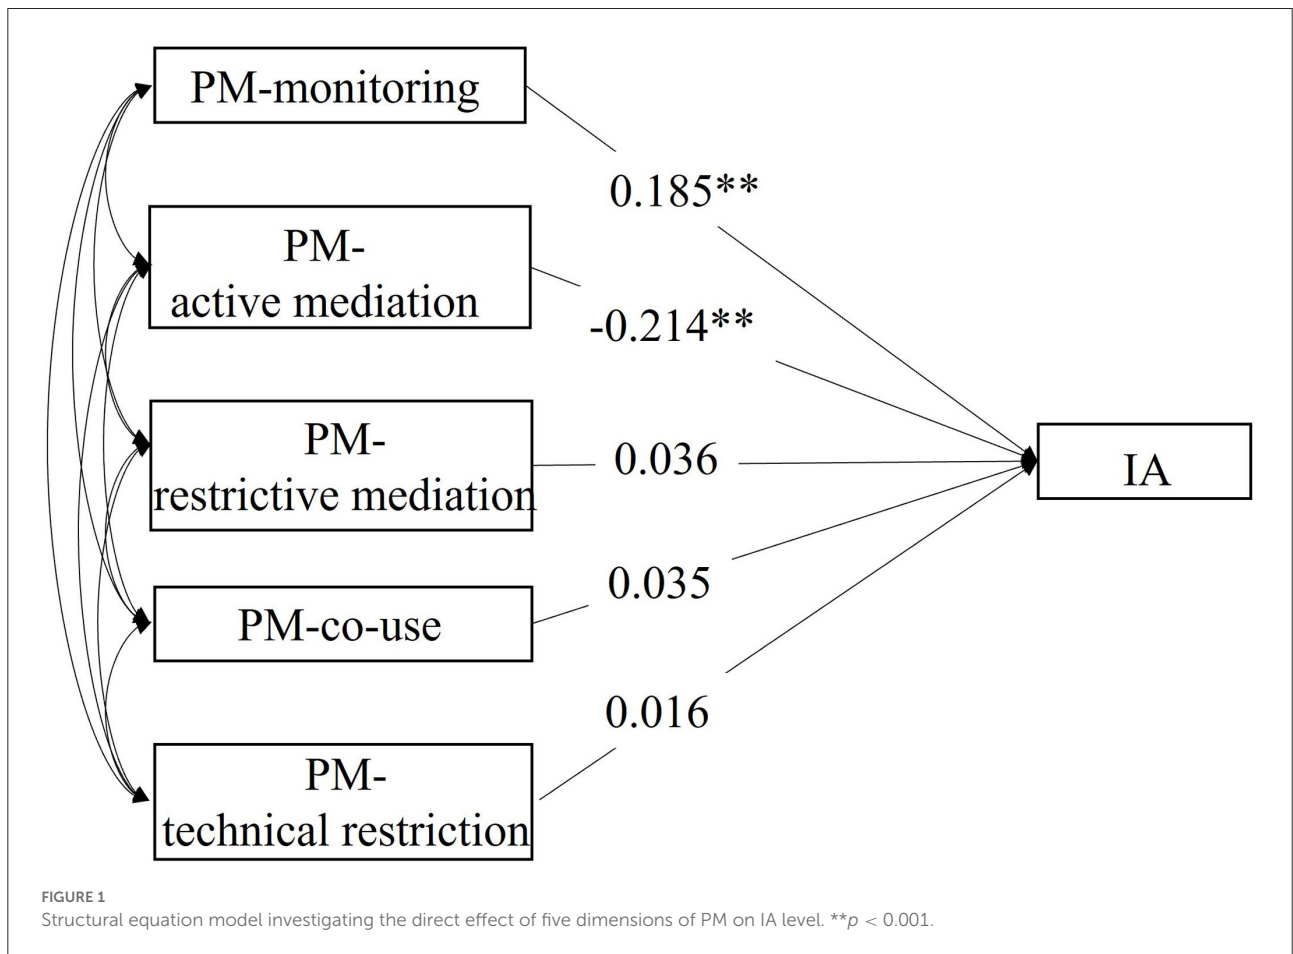 PM-monitoring
0.185**
PM-
active mediation
-0.214**
PM-
restrictive mediation
0.036
IA
PM-co-use
0.035
0.016
PM-
technical restriction
FIGURE 1
Structural equation model investigating the direct effect of five dimensions of PM on IA level. **p < 0.001.